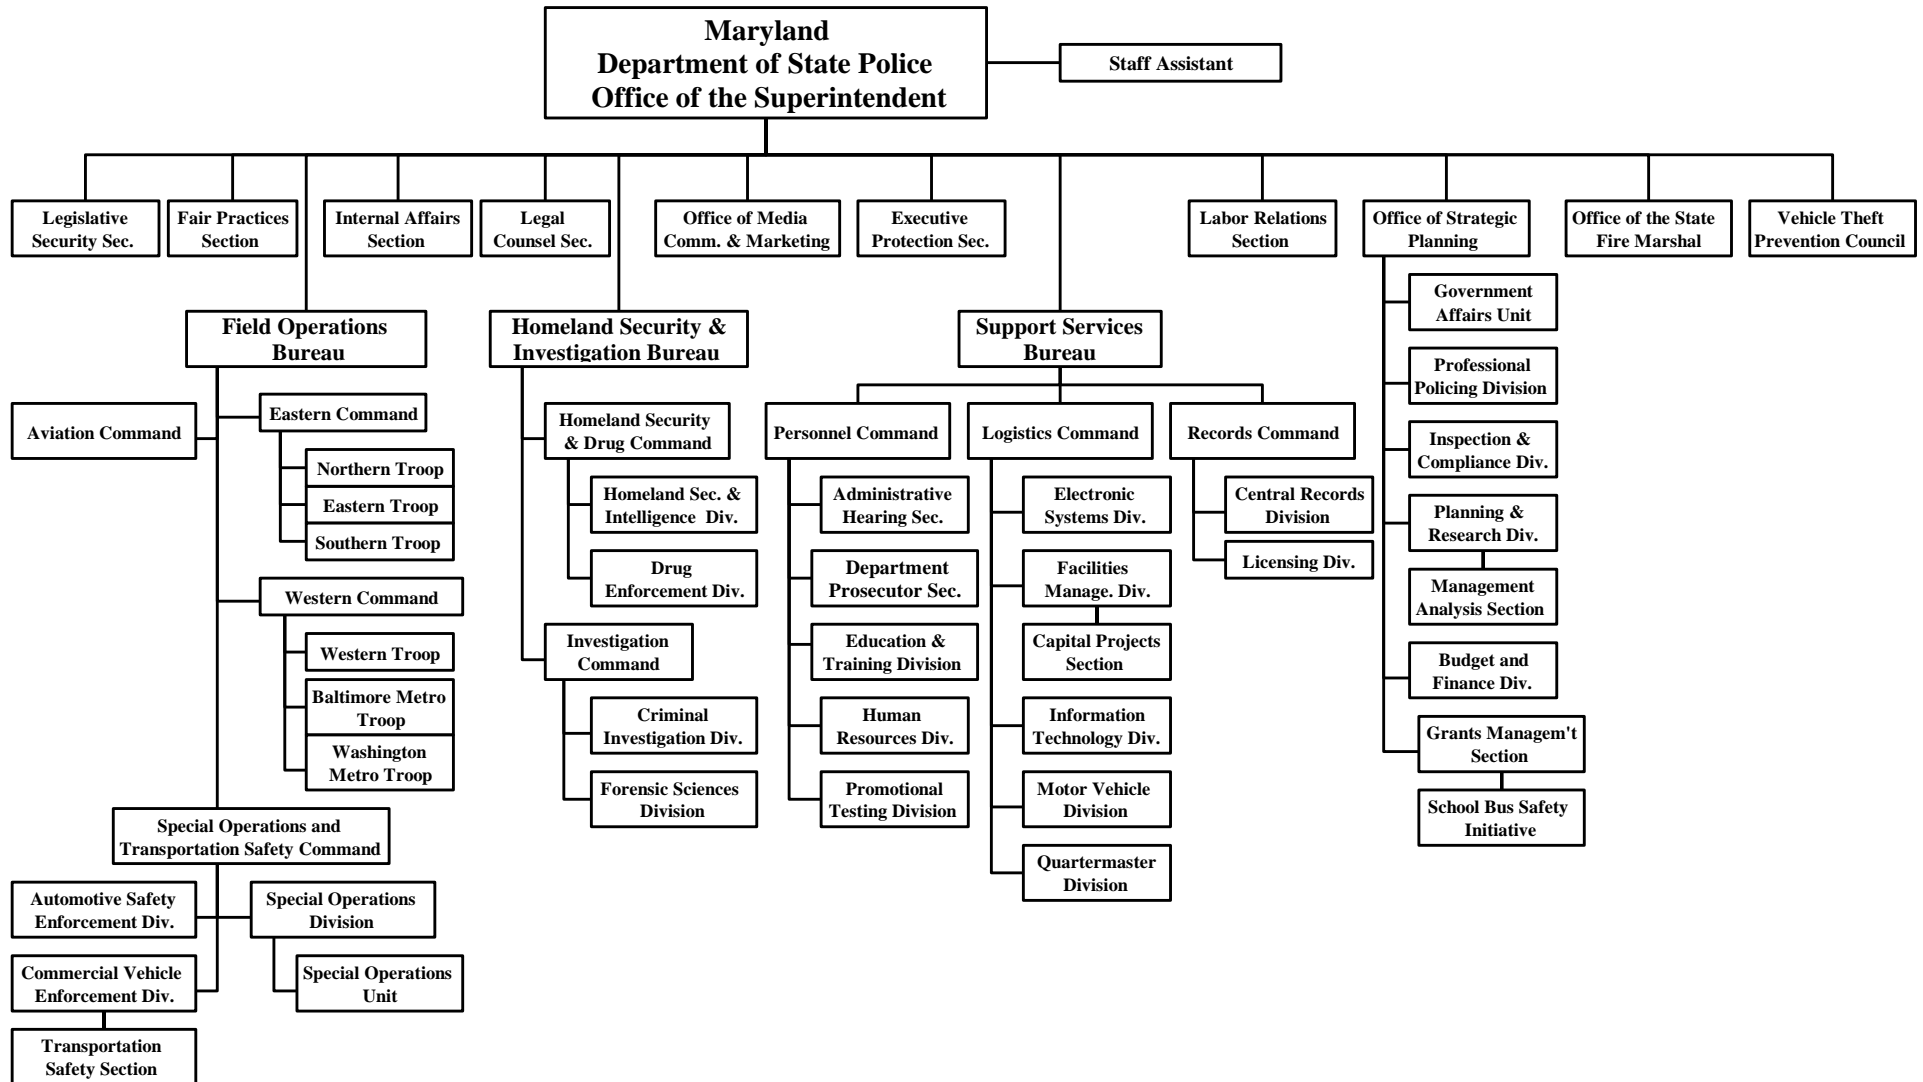 Maryland
Department of State Police
Office of the Superintendent
Staff Assistant
Legislative
Security Sec.
Fair Practices
Section
Internal Affairs
Section
Legal
Counsel Sec.
Office of Media
Comm. & Marketing
Executive
Protection Sec.
Labor Relations
Section
Office of Strategic
Planning
Office of the State
Fire Marshal
Vehicle Theft
Prevention Council
Field Operations
Bureau
Aviation Command
Eastern Command
Northern Troop
Eastern Troop
Southern Troop
Western Command
Western Troop
Baltimore Metro
Troop
Washington
Metro Troop
Special Operations and
Transportation Safety Command
Automotive Safety
Enforcement Div.
Special Operations
Division
Commercial Vehicle
Enforcement Div.
Special Operations
Unit
Transportation
Safety Section
Homeland Security &
Investigation Bureau
Homeland Security
& Drug Command
Homeland Sec. &
Intelligence Div.
Drug
Enforcement Div.
Investigation
Command
Criminal
Investigation Div.
Forensic Sciences
Division
Support Services
Bureau
Personnel Command
Administrative
Hearing Sec.
Department
Prosecutor Sec.
Education &
Training Division
Human
Resources Div.
Promotional
Testing Division
Logistics Command
Electronic
Systems Div.
Facilities
Manage. Div.
Capital Projects
Section
Information
Technology Div.
Motor Vehicle
Division
Quartermaster
Division
Records Command
Central Records
Division
Licensing Div.
Government
Affairs Unit
Professional
Policing Division
Inspection &
Compliance Div.
Planning &
Research Div.
Management
Analysis Section
Budget and
Finance Div.
Grants Managem't
Section
School Bus Safety
Initiative